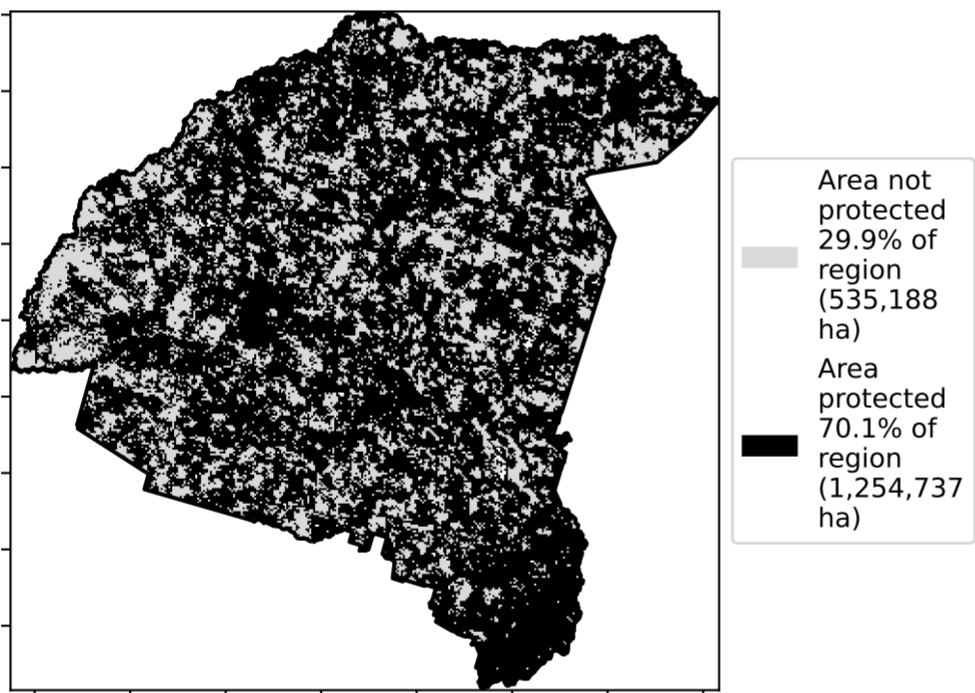 Area not
protected
29.9% of
region
(535,188
ha)
Area
protected
70.1% of
region
(1,254,737
ha)